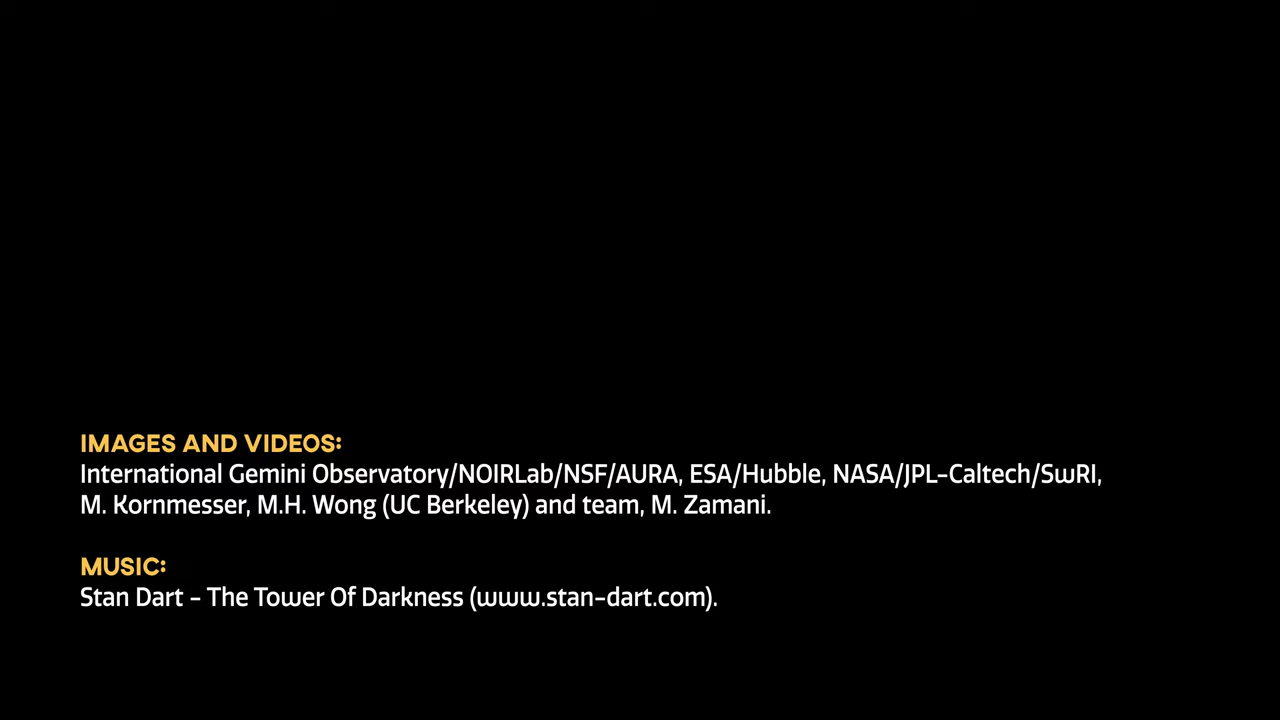 IMAGES AND VIDEOS:
International Gemini Observatory/NOIRLab/NSF/AURA, ESA/Hubble, NASA/JPL-Caltech/SwRI,
M. Kornmesser, M.H. Wong (UC Berkeley) and team, M. Zamani.
MUSIC:
Stan Dart - The Tower Of Darkness (www.stan-dart.com).